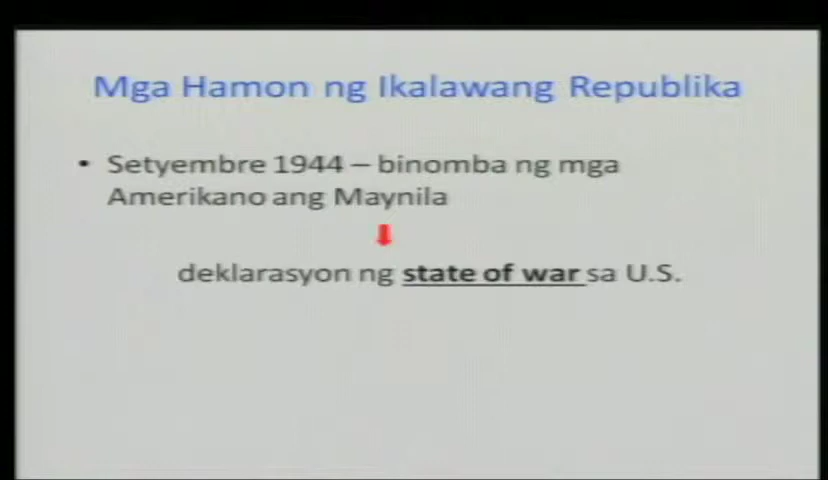 Mga Hamon ng Ikalawang Republika
• Setyembre 1944 – binomba ng mga
Amerikano ang Maynila
deklarasyon ng state of war sa U.S.